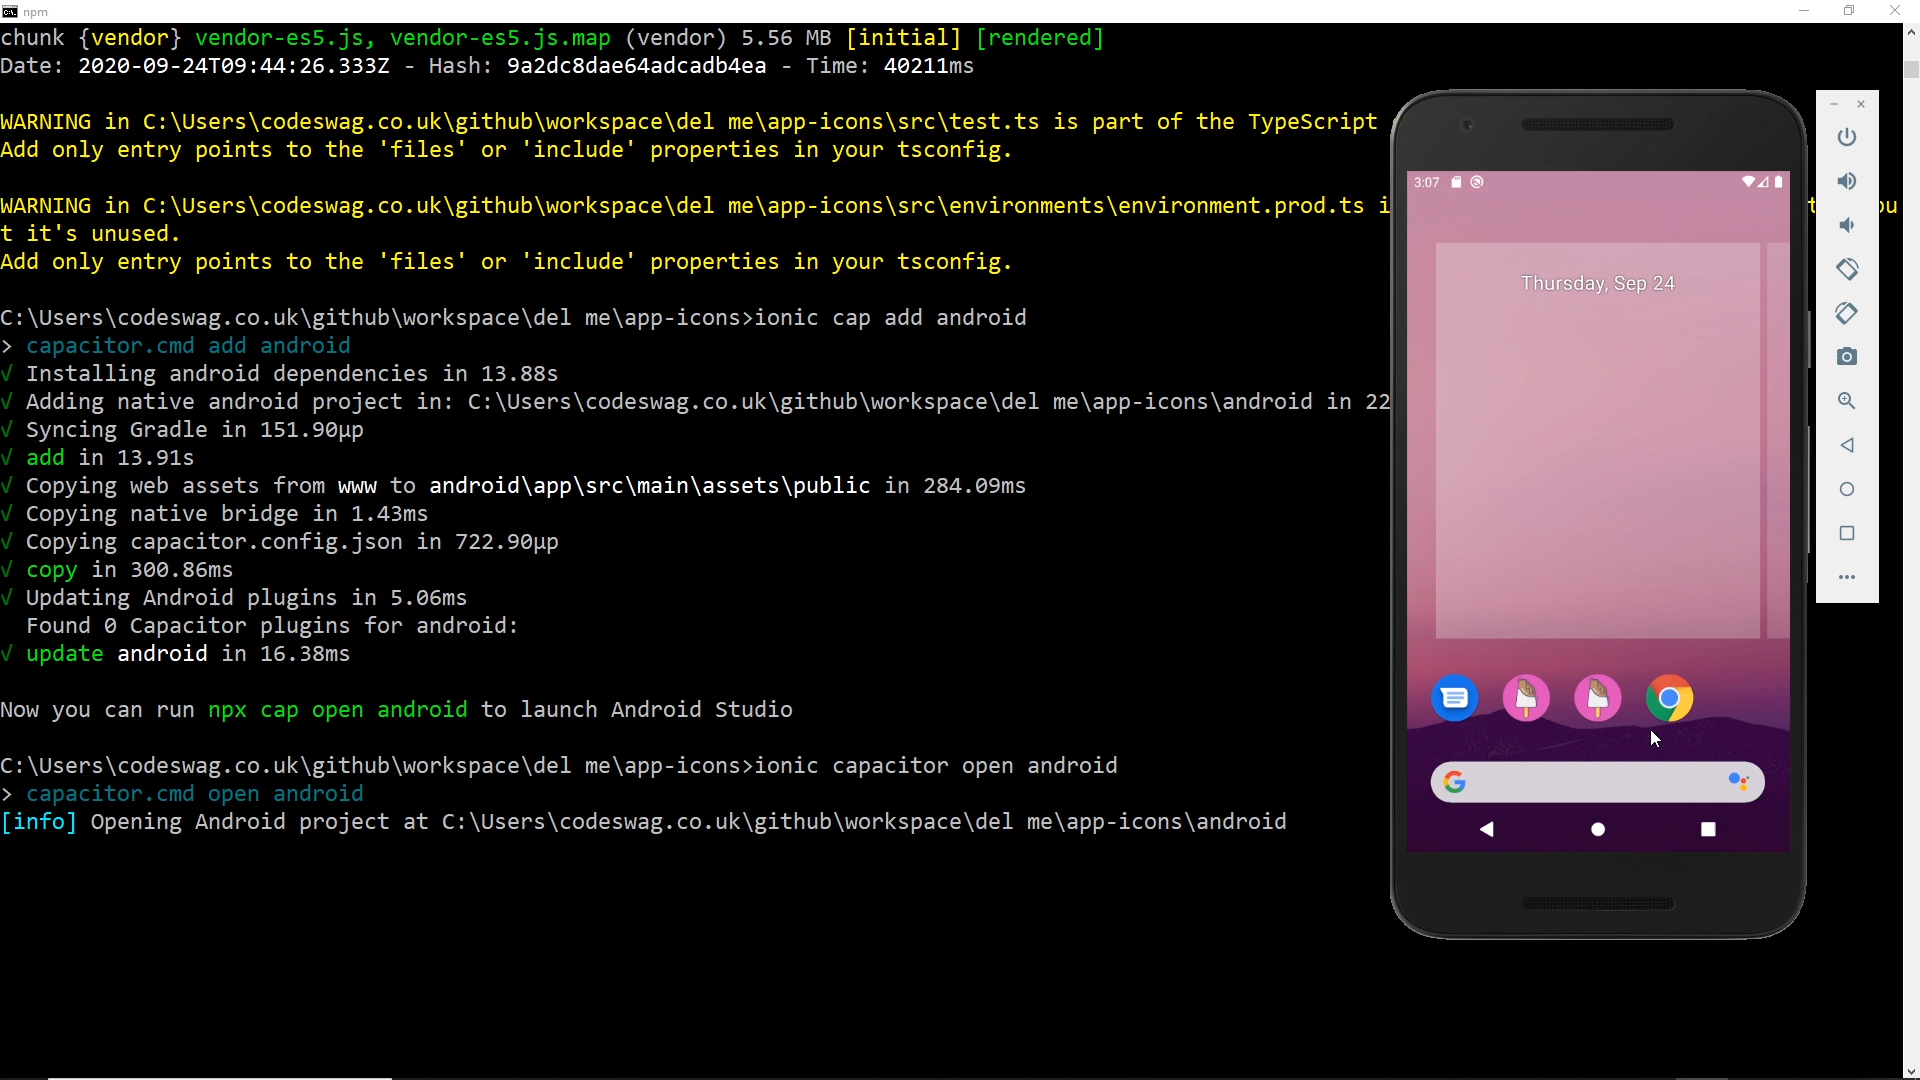 npm
chunk {vendor} vendor-es5.js, vendor-es5.js.map (vendor) 5.56 MB [initial] [rendered]
Date: 2020-09-24T09:44:26.333Z - Hash: 9a2dc8dae64adcadb4ea - Time: 40211ms
WARNING in C:\Users\codeswag.co.uk\github\workspace\del me\app-icons\src\test.ts is part of the TypeScript
Add only entry points to the 'files' or 'include' properties in your tsconfig.
WARNING in C:\Users\codeswag.co.uk\github\workspace\del me\app-icons\src\environments\environment.prod.ts i
t it's unused.
Add only entry points to the 'files' or 'include' properties in your tsconfig.
C:\Users\codeswag.co.uk\github\workspace\del me\app-icons>ionic cap add android
> capacitor.cmd add android
√ Installing android dependencies in 13.88s
√ Adding native android project in: C:\Users\codeswag.co.uk\github\workspace\del me\app-icons\android in 22
√ Syncing Gradle in 151.90μp
√ add in 13.91s
√ Copying web assets from www to android\app\src\main\assets\public in 284.09ms
√ Copying native bridge in 1.43ms
√ Copying capacitor.config.json in 722.90μp
√ copy in 300.86ms
√ Updating Android plugins in 5.06ms
Found 0 Capacitor plugins for android:
√ update android in 16.38ms
Now you can run npx cap open android to launch Android Studio
C:\Users\codeswag.co.uk\github\workspace\del me\app-icons>ionic capacitor open android
> capacitor.cmd open android
[info] Opening Android project at C:\Users\codeswag.co.uk\github\workspace\del me\app-icons\android
3:07
Thursday, Sep 24